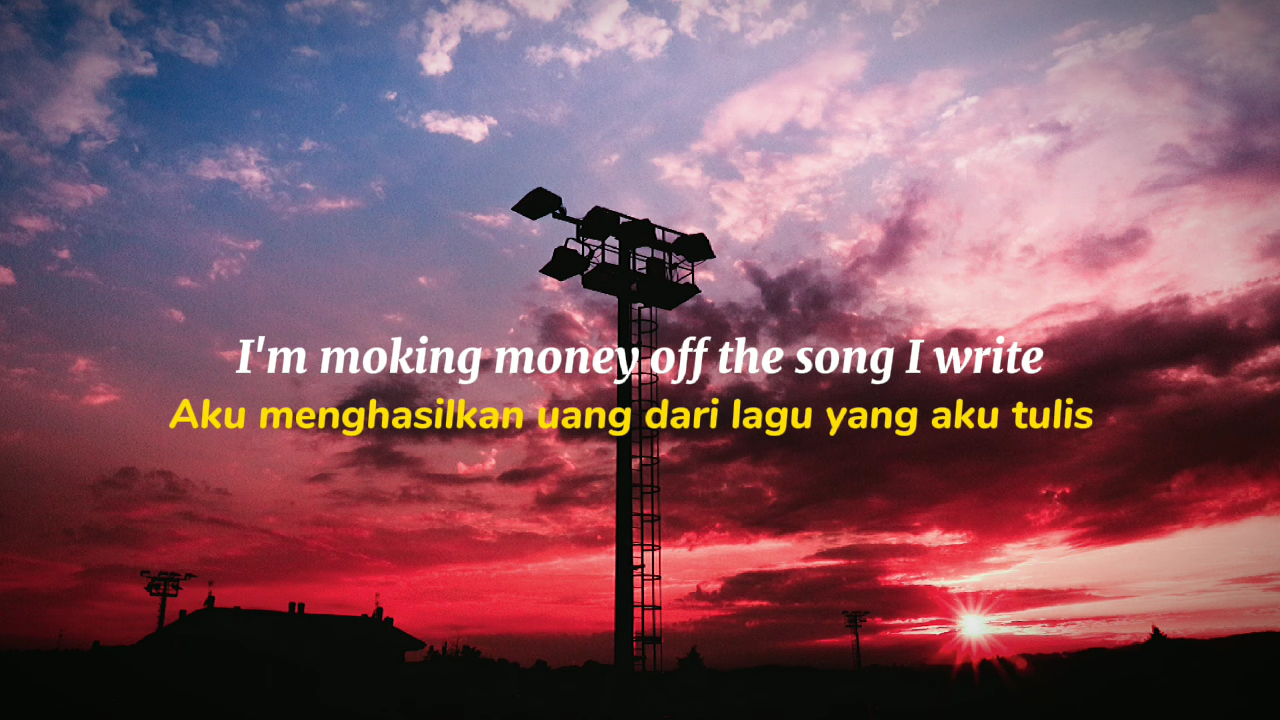 I'm moking money off the song I write
Aku menghasilkan uang dari lagu yang aku tulis